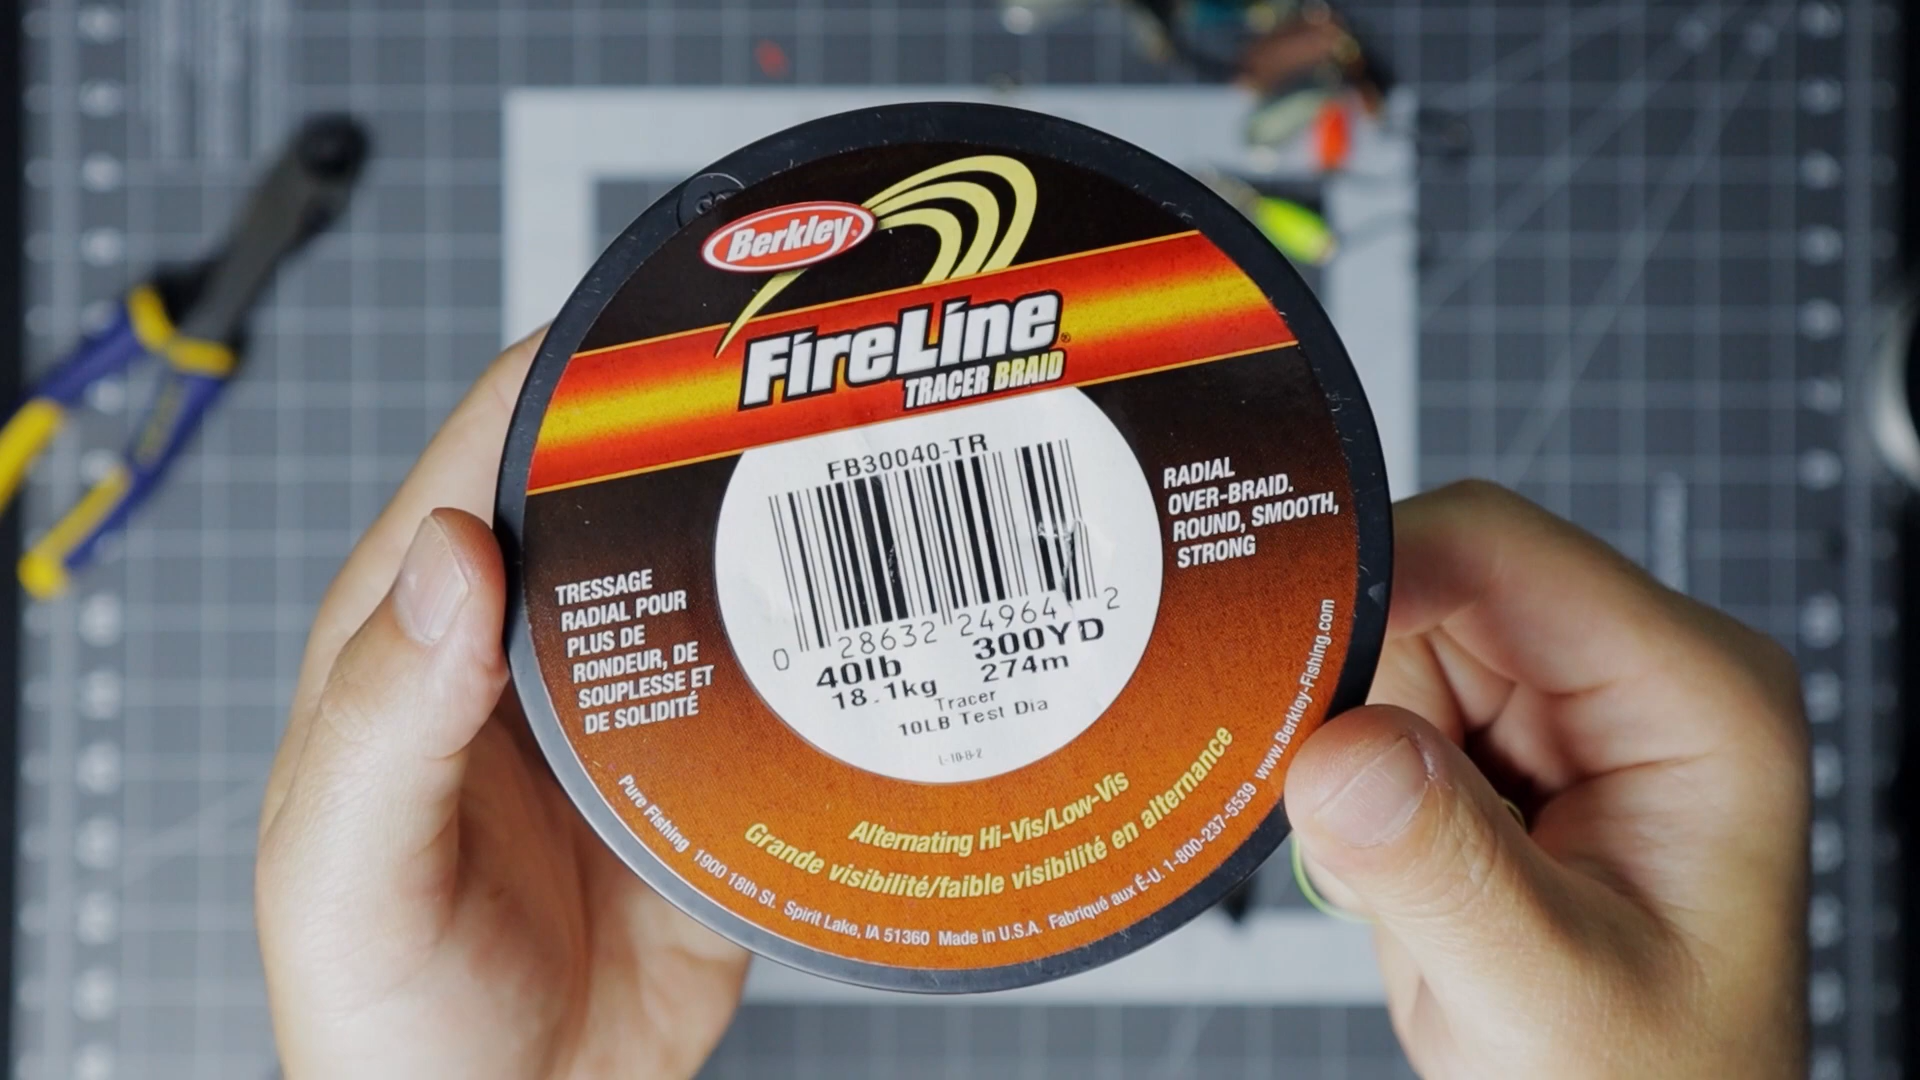 Berkley®
FireLine®
TRACER BRAID
FB30040-TR
0 28632 24964 2
40lb 300YD
18.1kg 274m
Tracer
10LB Test Dia
L-10-B-2
RADIAL
OVER-BRAID.
ROUND, SMOOTH,
STRONG
TRESSAGE
RADIAL POUR
PLUS DE
RONDEUR, DE
SOUPLESSE ET
DE SOLIDITÉ
Alternating Hi-Vis/Low-Vis
Grande visibilité/faible visibilité en alternance
Pure Fishing 1900 18th St. Spirit Lake, IA 51360 Made in U.S.A. Fabriqué aux É-U. 1-800-237-5539 www.Berkley-Fishing.com